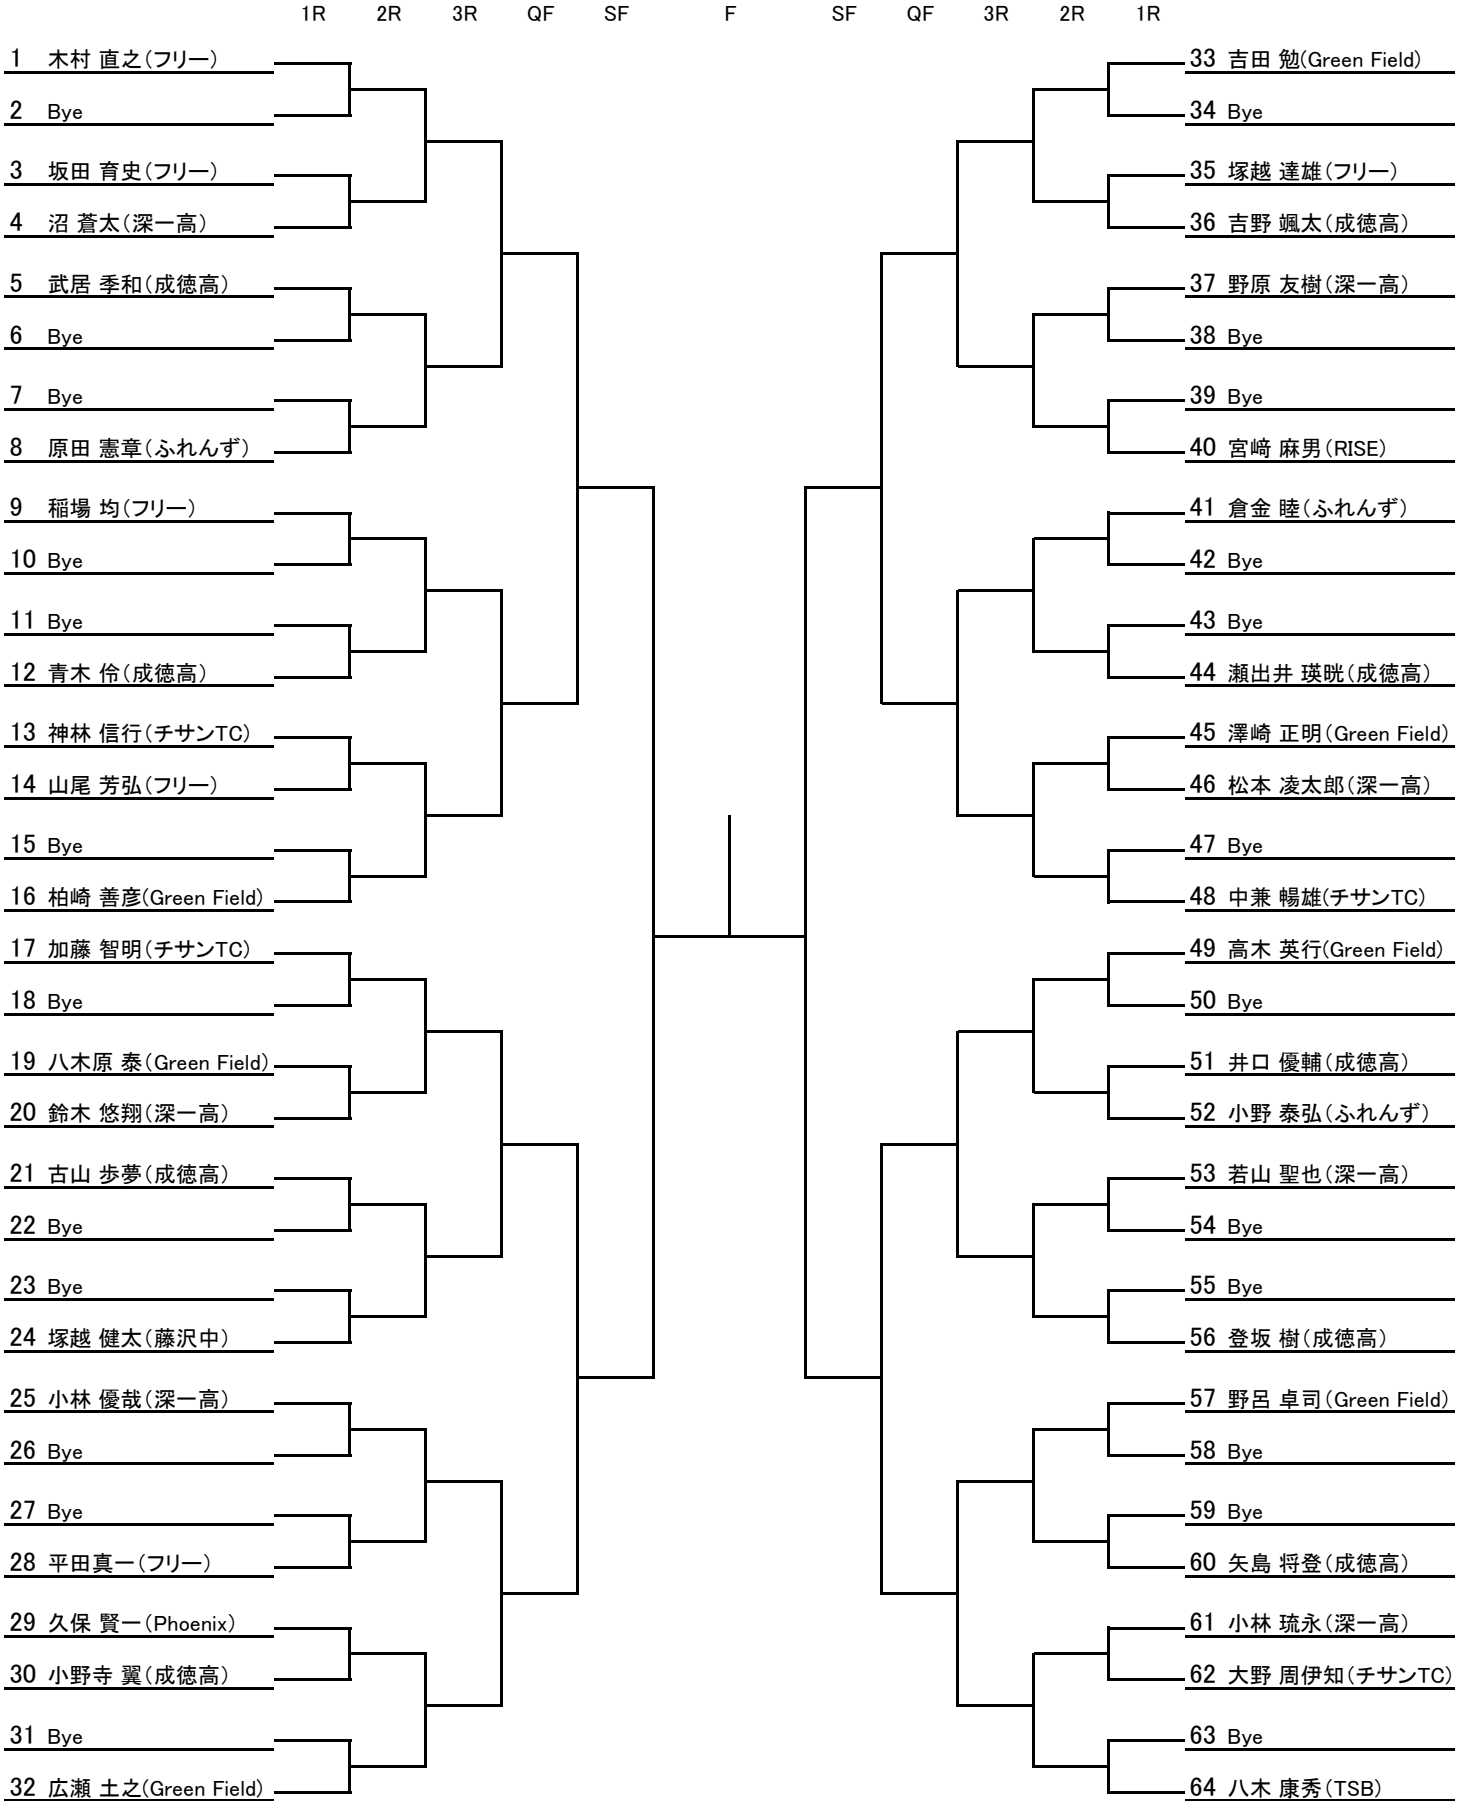 1R 2R 3R QF SF F SF QF 3R 2R 1R
1 木村 直之(フリー)
2 Bye
3 坂田 育史(フリー)
4 沼 蒼太(深一高)
5 武居 季和(成徳高)
6 Bye
7 Bye
8 原田 憲章(ふれんず)
9 稲場 均(フリー)
10 Bye
11 Bye
12 青木 伶(成徳高)
13 神林 信行(チサンTC)
14 山尾 芳弘(フリー)
15 Bye
16 柏崎 善彦(Green Field)
17 加藤 智明(チサンTC)
18 Bye
19 八木原 泰(Green Field)
20 鈴木 悠翔(深一高)
21 古山 歩夢(成徳高)
22 Bye
23 Bye
24 塚越 健太(藤沢中)
25 小林 優哉(深一高)
26 Bye
27 Bye
28 平田真一(フリー)
29 久保 賢一(Phoenix)
30 小野寺 翼(成徳高)
31 Bye
32 広瀬 土之(Green Field)
33 吉田 勉(Green Field)
34 Bye
35 塚越 達雄(フリー)
36 吉野 颯太(成徳高)
37 野原 友樹(深一高)
38 Bye
39 Bye
40 宮﨑 麻男(RISE)
41 倉金 睦(ふれんず)
42 Bye
43 Bye
44 瀬出井 瑛晄(成徳高)
45 澤崎 正明(Green Field)
46 松本 凌太郎(深一高)
47 Bye
48 中兼 暢雄(チサンTC)
49 高木 英行(Green Field)
50 Bye
51 井口 優輔(成徳高)
52 小野 泰弘(ふれんず)
53 若山 聖也(深一高)
54 Bye
55 Bye
56 登坂 樹(成徳高)
57 野呂 卓司(Green Field)
58 Bye
59 Bye
60 矢島 将登(成徳高)
61 小林 琉永(深一高)
62 大野 周伊知(チサンTC)
63 Bye
64 八木 康秀(TSB)